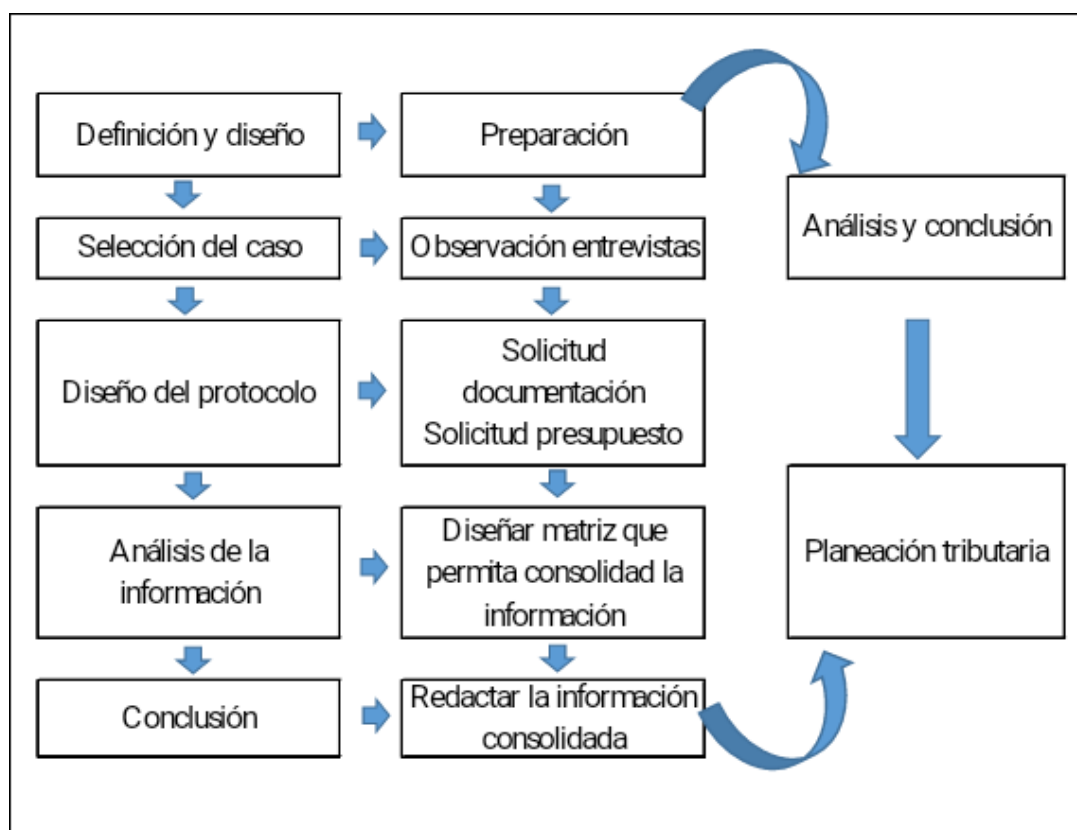 Definición y diseño
Preparación
Análisis y conclusión
Selección del caso
Observación entrevistas
Diseño del protocolo
Solicitud
documentación
Solicitud presupuesto
Análisis de la
información
Diseñar matriz que
permita consolidad la
información
Planeación tributaria
Conclusión
Redactar la información
consolidada